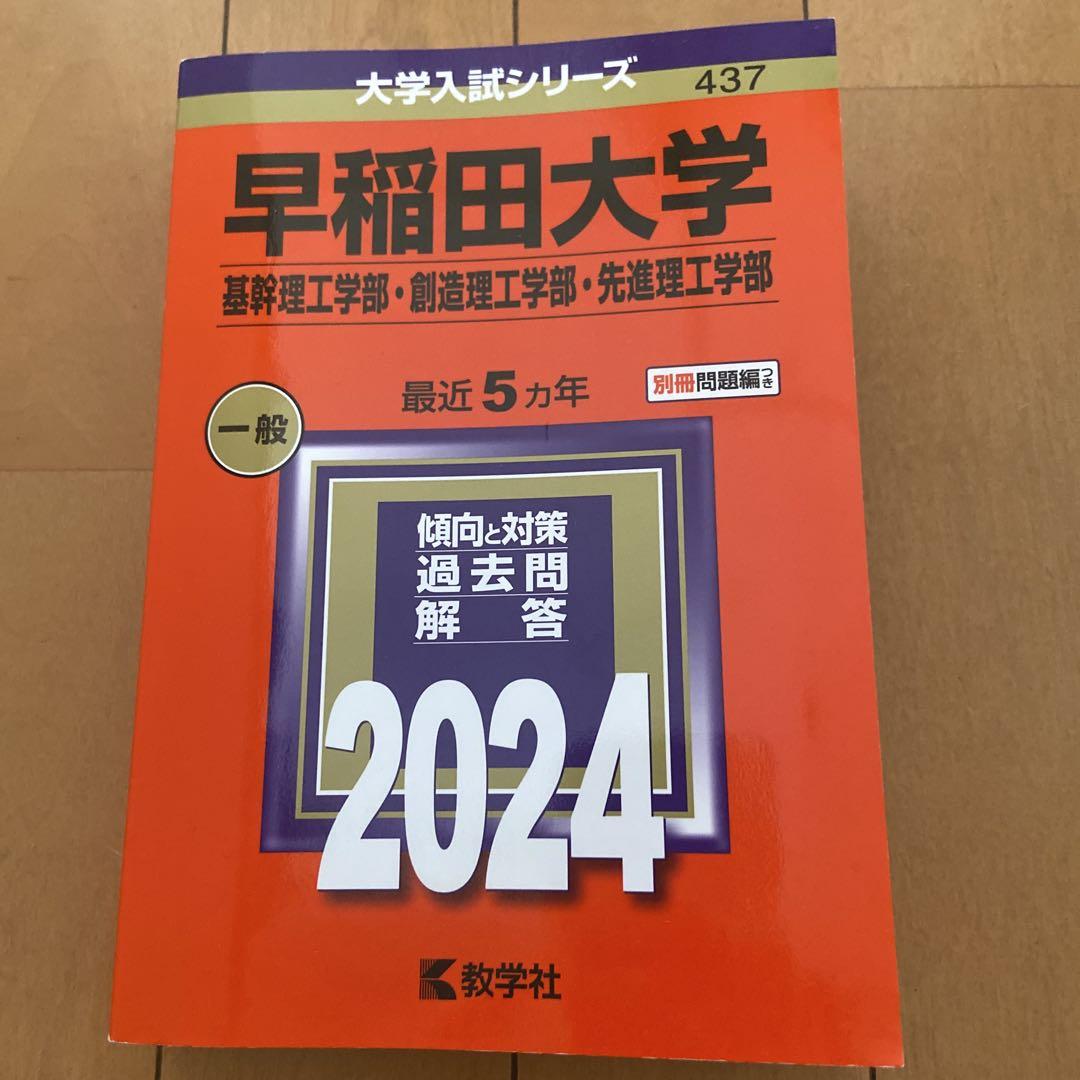 大学入試シリーズ 437
早稲田大学
基幹理工学部・創造理工学部・先進理工学部
最近5カ年
別冊問題編つき
一般
傾向と対策
過去問
解答
2024
教学社